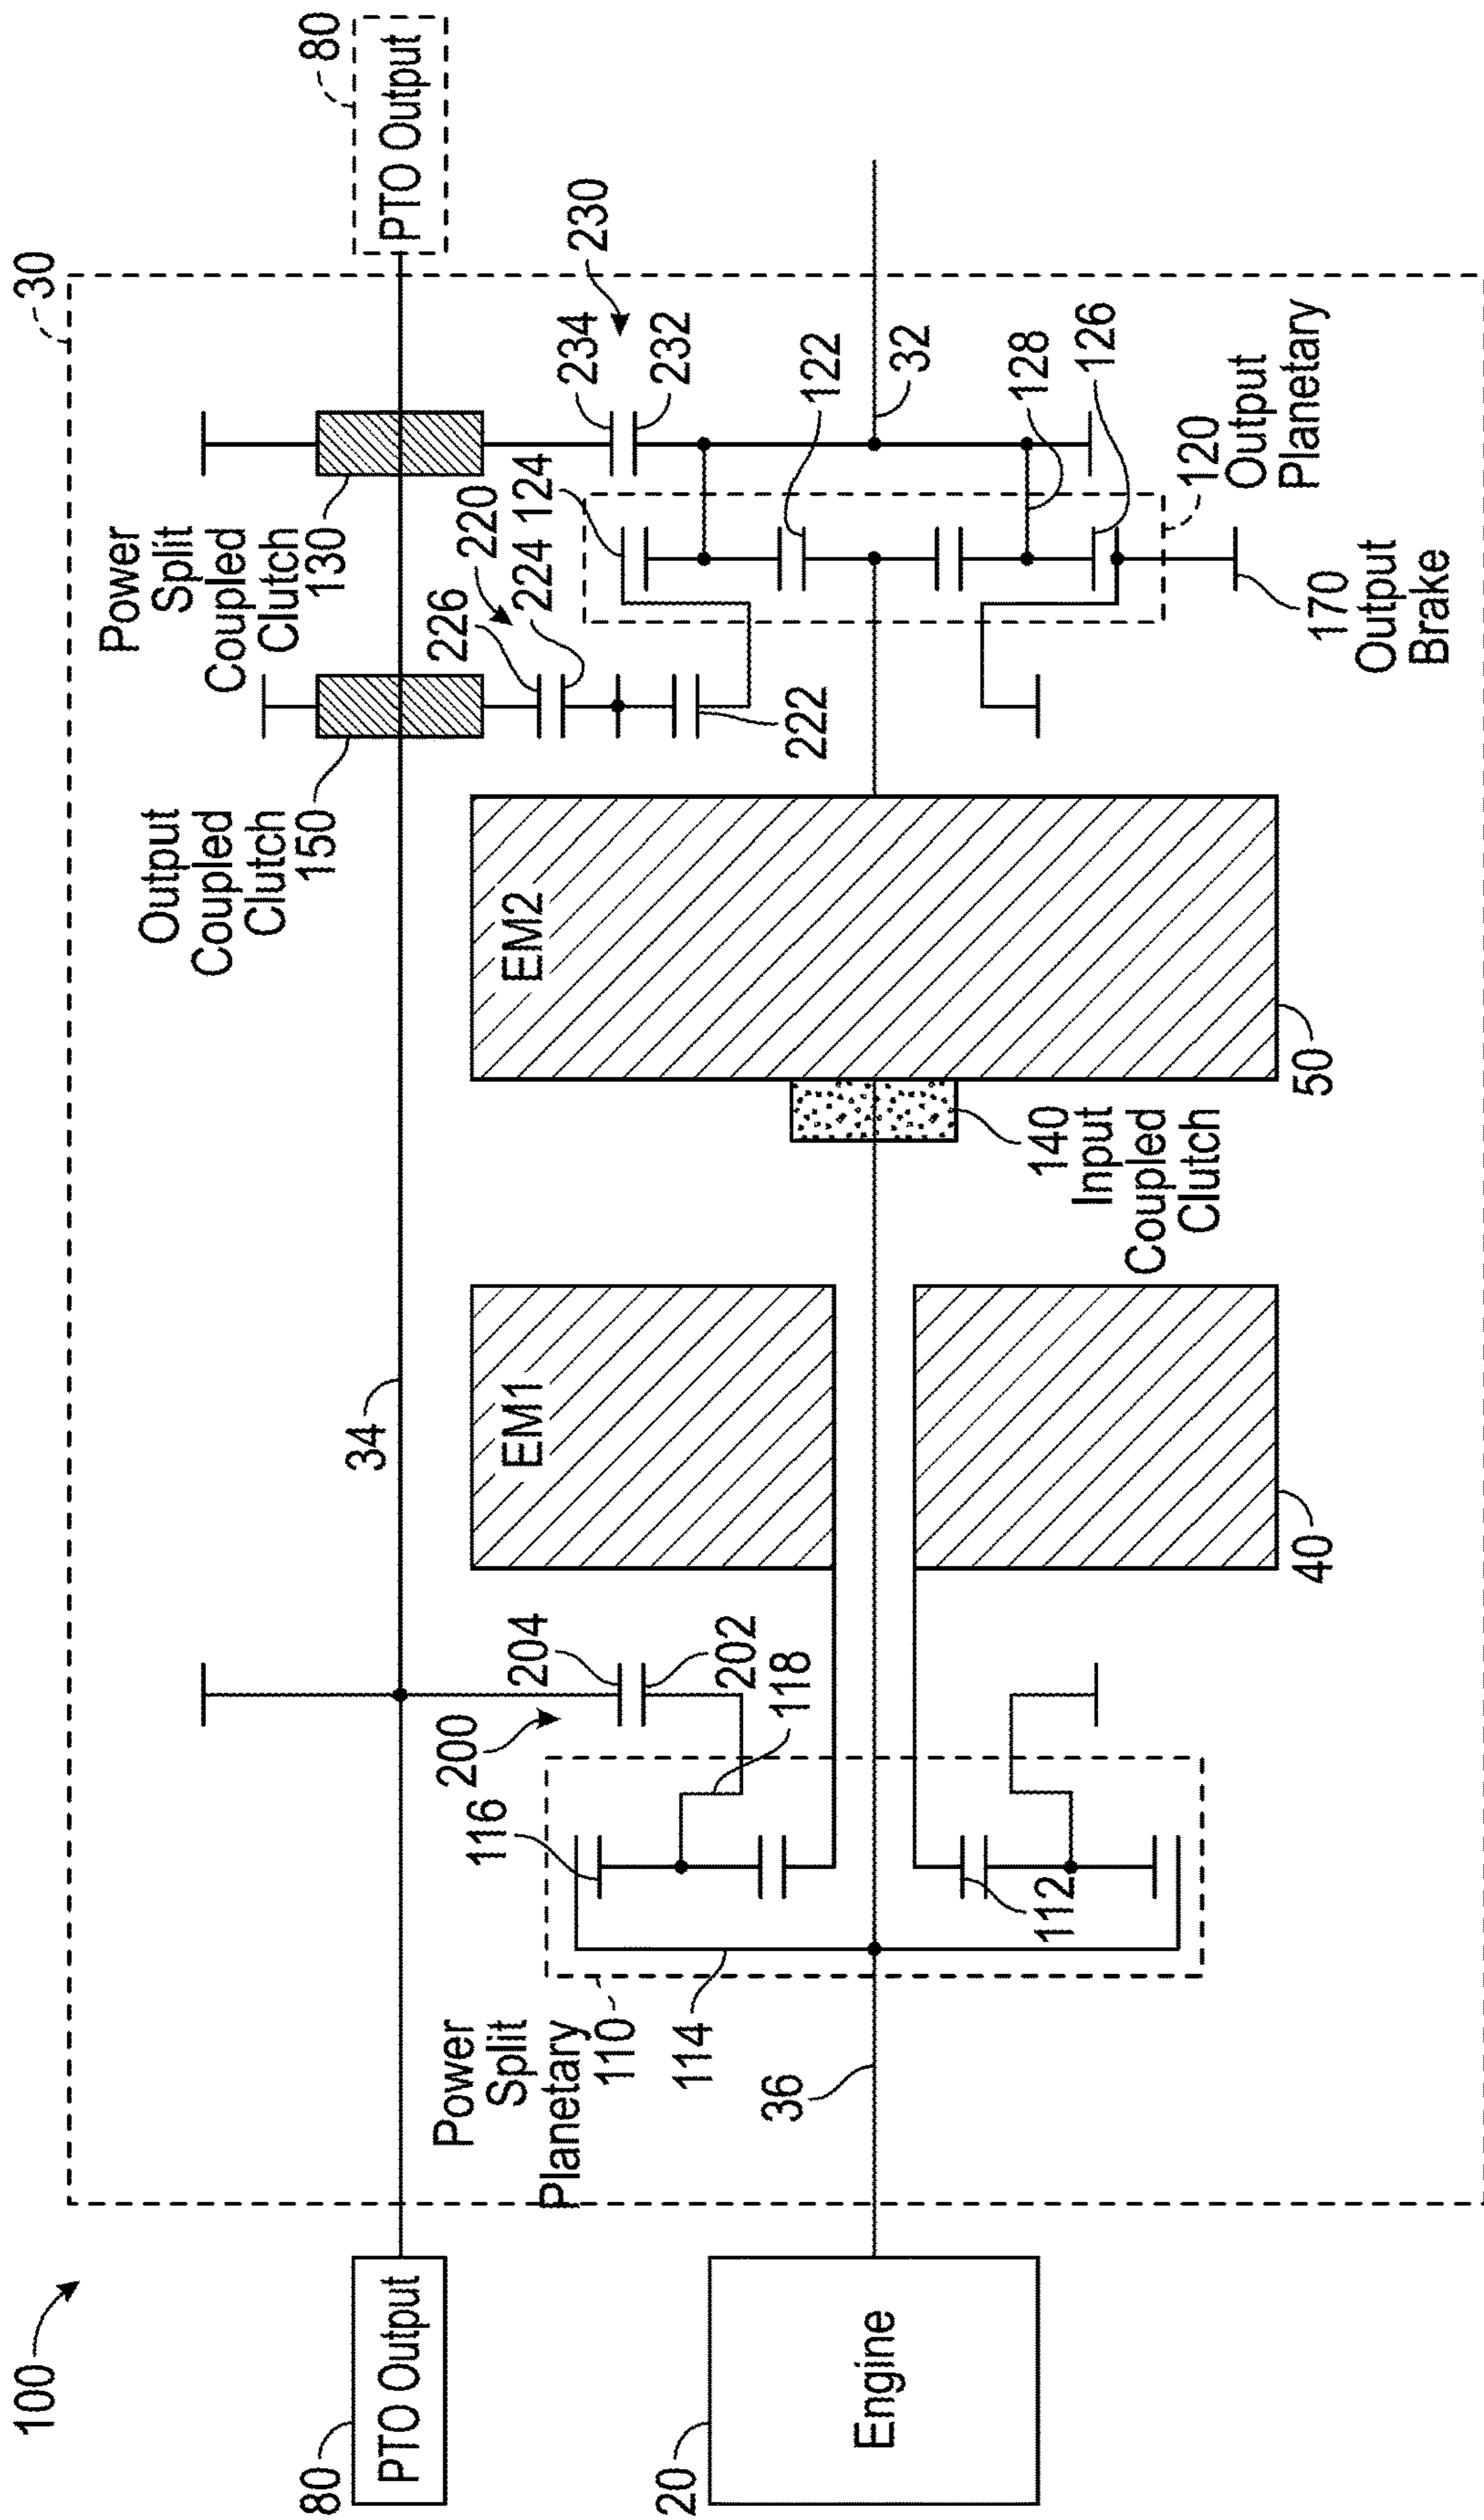 100
30
80
PTO Output
80
PTO Output
20
Engine
34
36
Power
Split
Planetary
110
114
116
118
112
200
204
202
EM1
40
EM2
50
140
Input
Coupled
Clutch
Output
Coupled
Clutch
150
Power
Split
Coupled
Clutch
130
226
220
224
222
124
234
232
230
122
32
128
126
120
Output
Planetary
170
Output
Brake